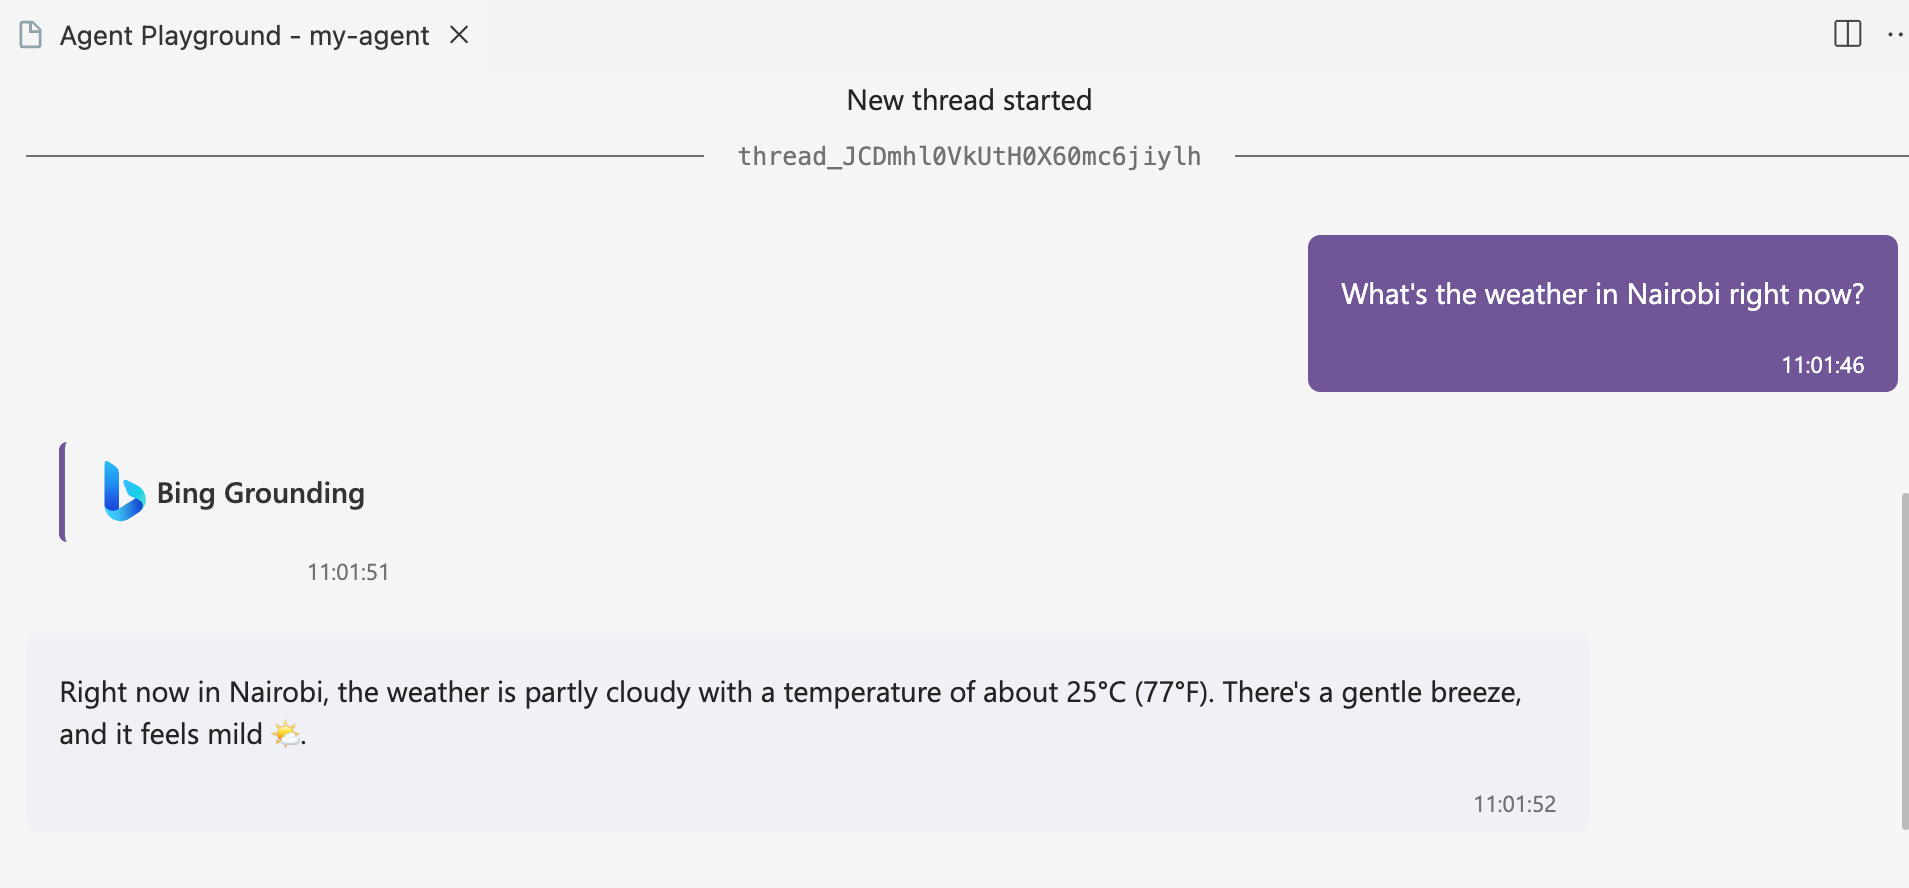 Agent Playground - my-agent
New thread started
thread_JCDmhl0VkUtH0X60mc6jiylh
What's the weather in Nairobi right now?
11:01:46
Bing Grounding
11:01:51
Right now in Nairobi, the weather is partly cloudy with a temperature of about 25°C (77°F). There's a gentle breeze,
and it feels mild 🌤️.
11:01:52